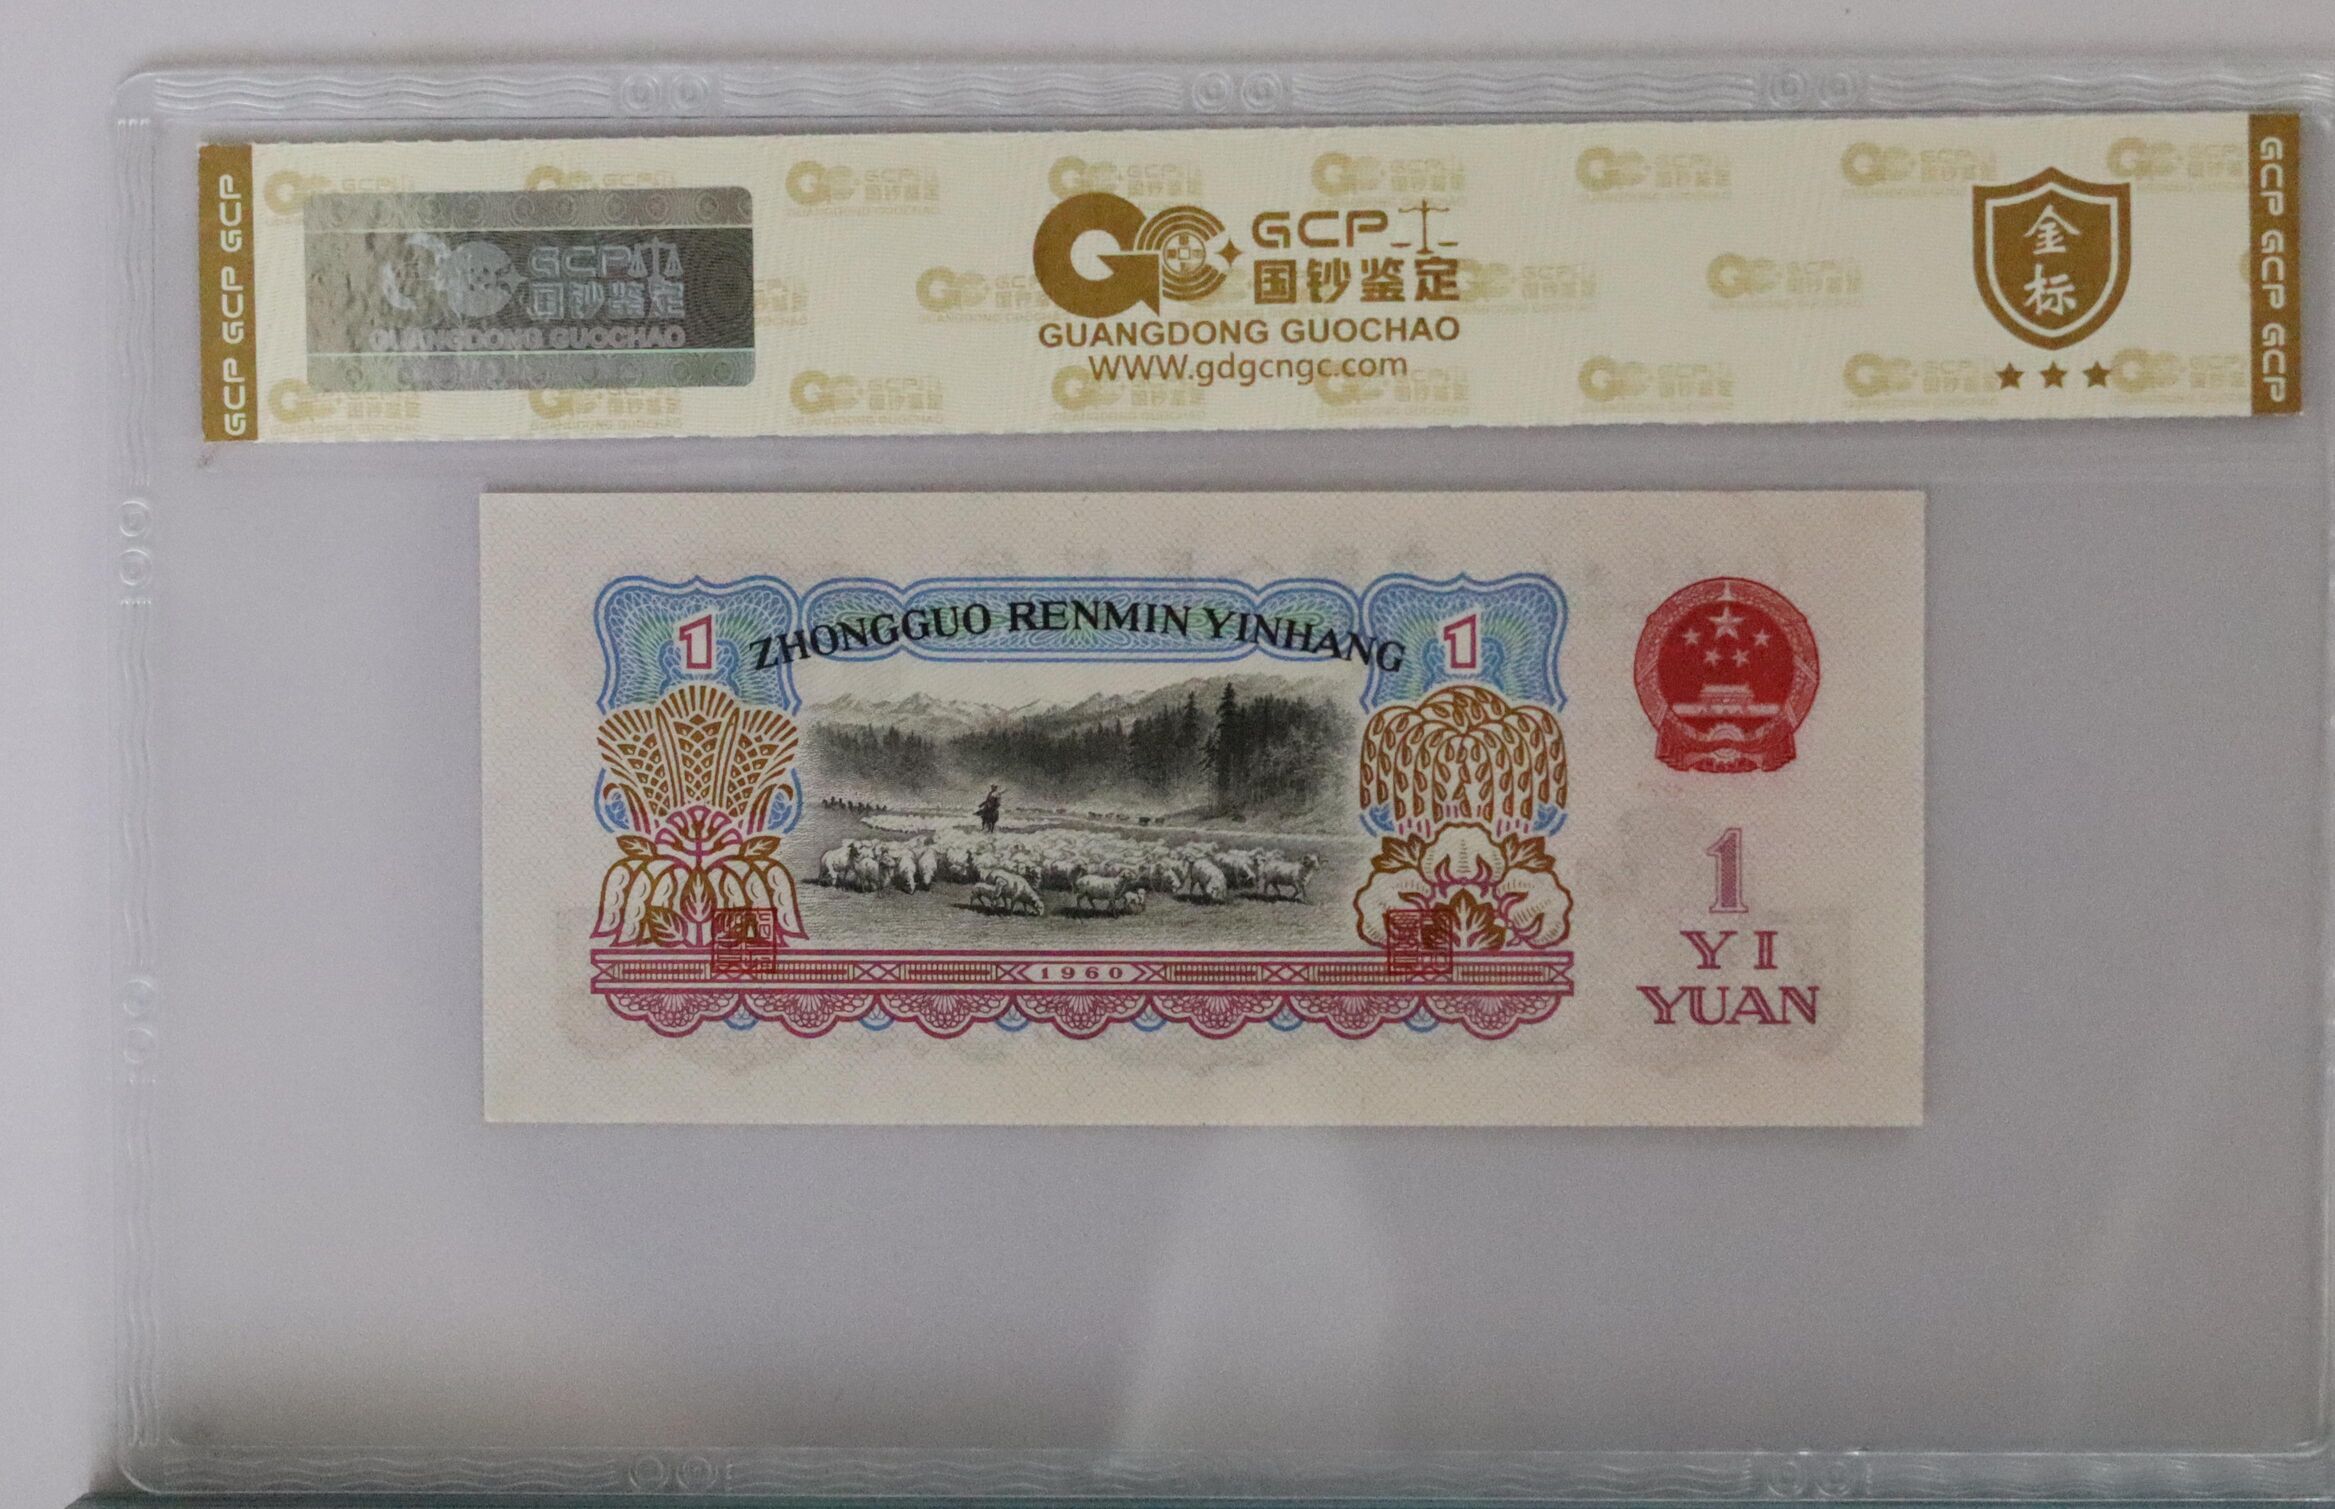 GCP GCP GCP
GCP
国钞鉴定
GUANGDONG GUOCHAO
GCP
国钞鉴定
GUANGDONG GUOCHAO
WWW.gdgcngc.com
金
标
GCP GCP GCP
ZHONGGUO RENMIN YINHANG
1
1
1960
1
YI
YUAN